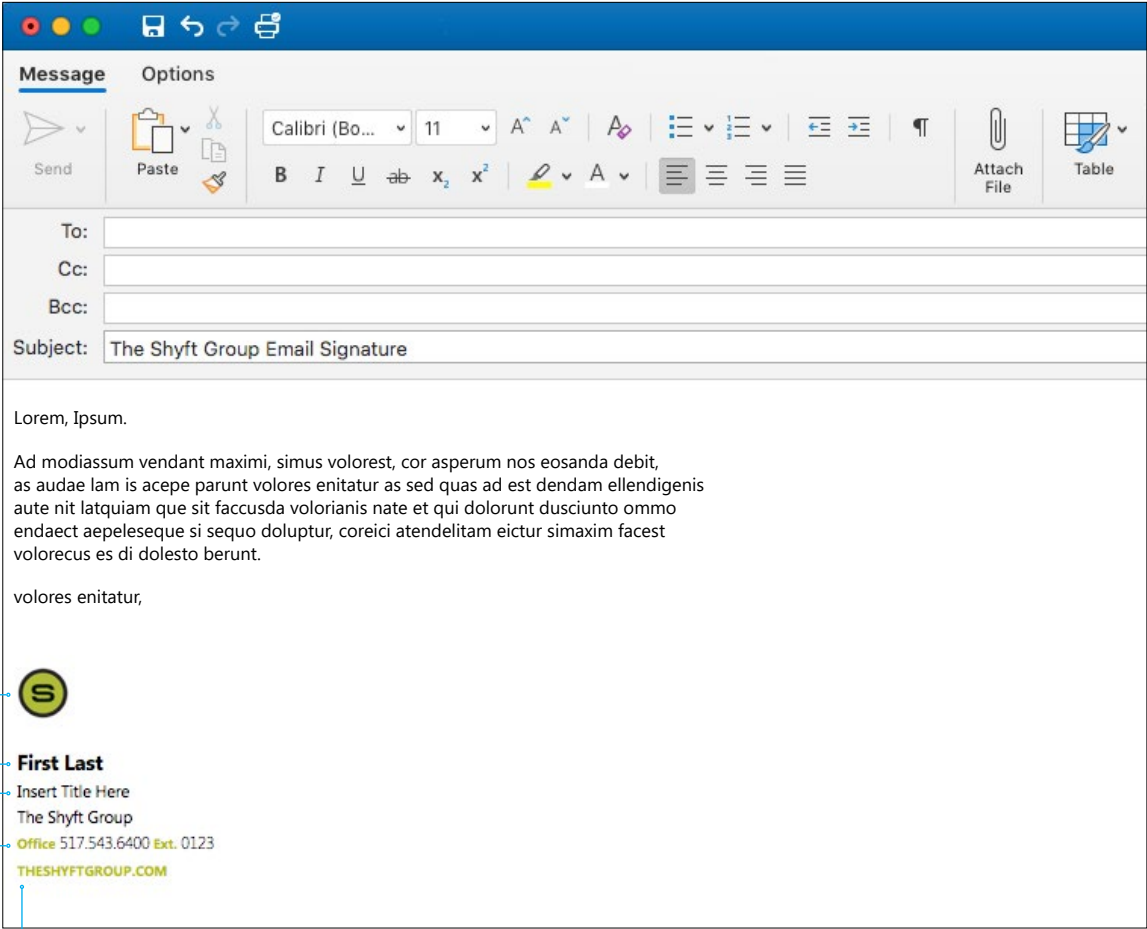 Message Options
Send
Paste
Calibri (Bo... 11 A^ A˅ A ¶
B I U ab x₂ x² A
Attach
File
Table
To:
Cc:
Bcc:
Subject: The Shyft Group Email Signature
Lorem, Ipsum.
Ad modiassum vendant maximi, simus volorest, cor asperum nos eosanda debit,
as audae lam is acepe parunt volores enitatur as sed quas ad est dendam ellendigenis
aute nit latquiam que sit faccusda volorianis nate et qui dolorunt dusciunto ommo
endaect aepeleseque si sequo doluptur, coreici atendelitam eictur simaxim facest
volorecus es di dolesto berunt.
volores enitatur,
S
First Last
Insert Title Here
The Shyft Group
Office 517.543.6400 Ext. 0123
THESHYFTGROUP.COM